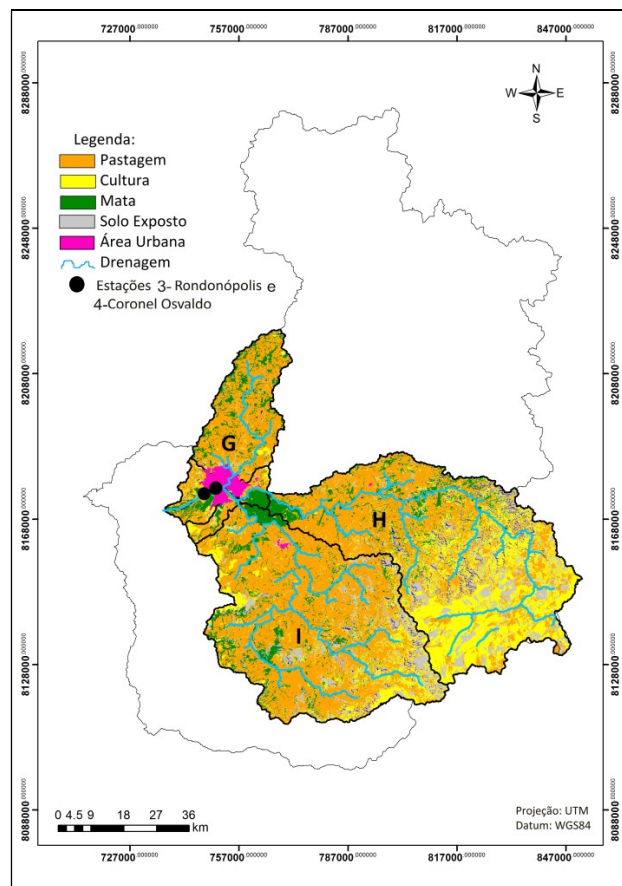 727000.000000 757000.000000 787000.000000 817000.000000 847000.000000
8288000.000000
8248000.000000
8208000.000000
8168000.000000
8128000.000000
8088000.000000
N
W E
S
Legenda:
Pastagem
Cultura
Mata
Solo Exposto
Área Urbana
Drenagem
Estações 3- Rondonópolis e
4-Coronel Osvaldo
G
H
I
8288000.000000
8248000.000000
8208000.000000
8168000.000000
8128000.000000
8088000.000000
0 4.5 9 18 27 36
km
Projeção: UTM
Datum: WGS84
727000.000000 757000.000000 787000.000000 817000.000000 847000.000000